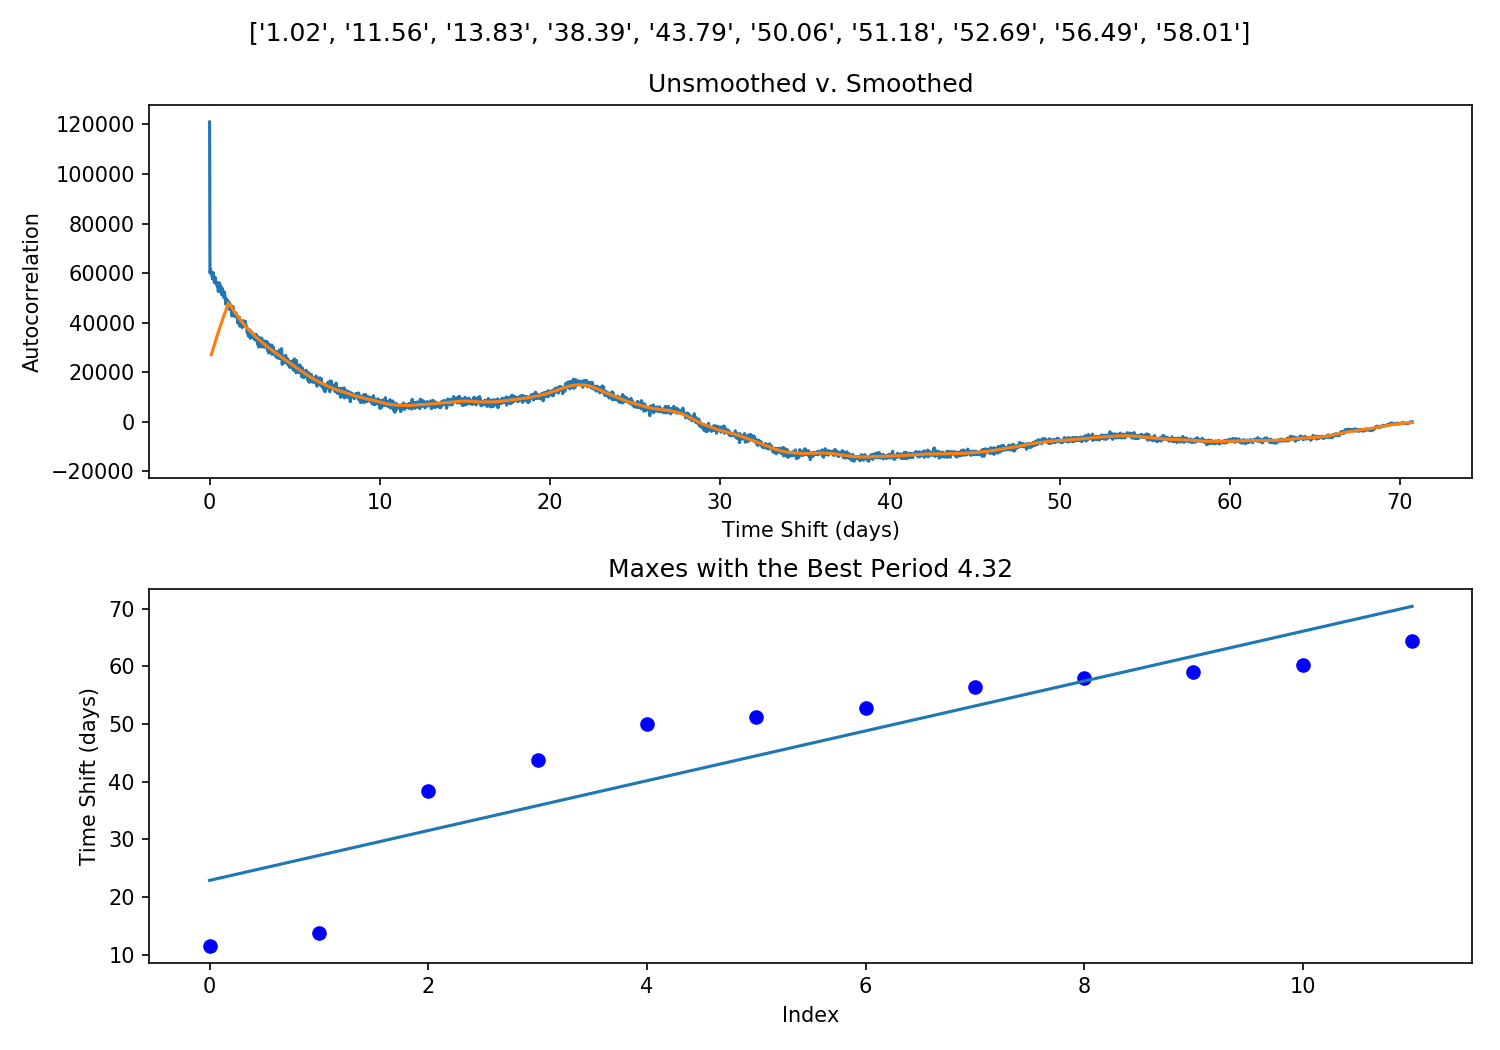 ['1.02', '11.56', '13.83', '38.39', '43.79', '50.06', '51.18', '52.69', '56.49', '58.01']
Unsmoothed v. Smoothed
120000
100000
80000
60000
40000
20000
0
−20000
Autocorrelation
0 10 20 30 40 50 60 70
Time Shift (days)
Maxes with the Best Period 4.32
70
60
50
40
30
20
10
Time Shift (days)
0 2 4 6 8 10
Index